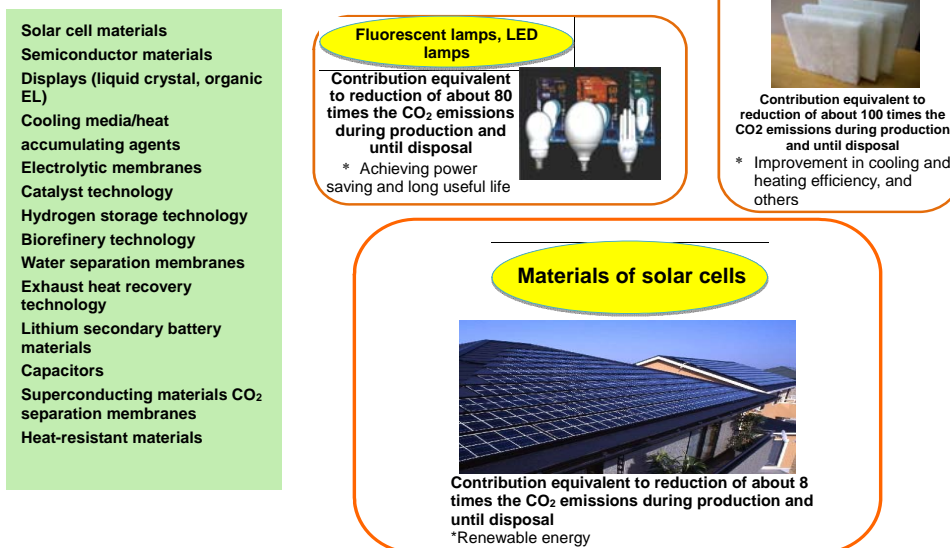 Solar cell materials
Semiconductor materials
Displays (liquid crystal, organic
EL)
Cooling media/heat
accumulating agents
Electrolytic membranes
Catalyst technology
Hydrogen storage technology
Biorefinery technology
Water separation membranes
Exhaust heat recovery
technology
Lithium secondary battery
materials
Capacitors
Superconducting materials CO₂
separation membranes
Heat-resistant materials
Fluorescent lamps, LED
lamps
Contribution equivalent
to reduction of about 80
times the CO₂ emissions
during production and
until disposal
* Achieving power
saving and long useful life
Contribution equivalent to
reduction of about 100 times the
CO2 emissions during production
and until disposal
* Improvement in cooling and
heating efficiency, and
others
Materials of solar cells
Contribution equivalent to reduction of about 8
times the CO₂ emissions during production and
until disposal
*Renewable energy